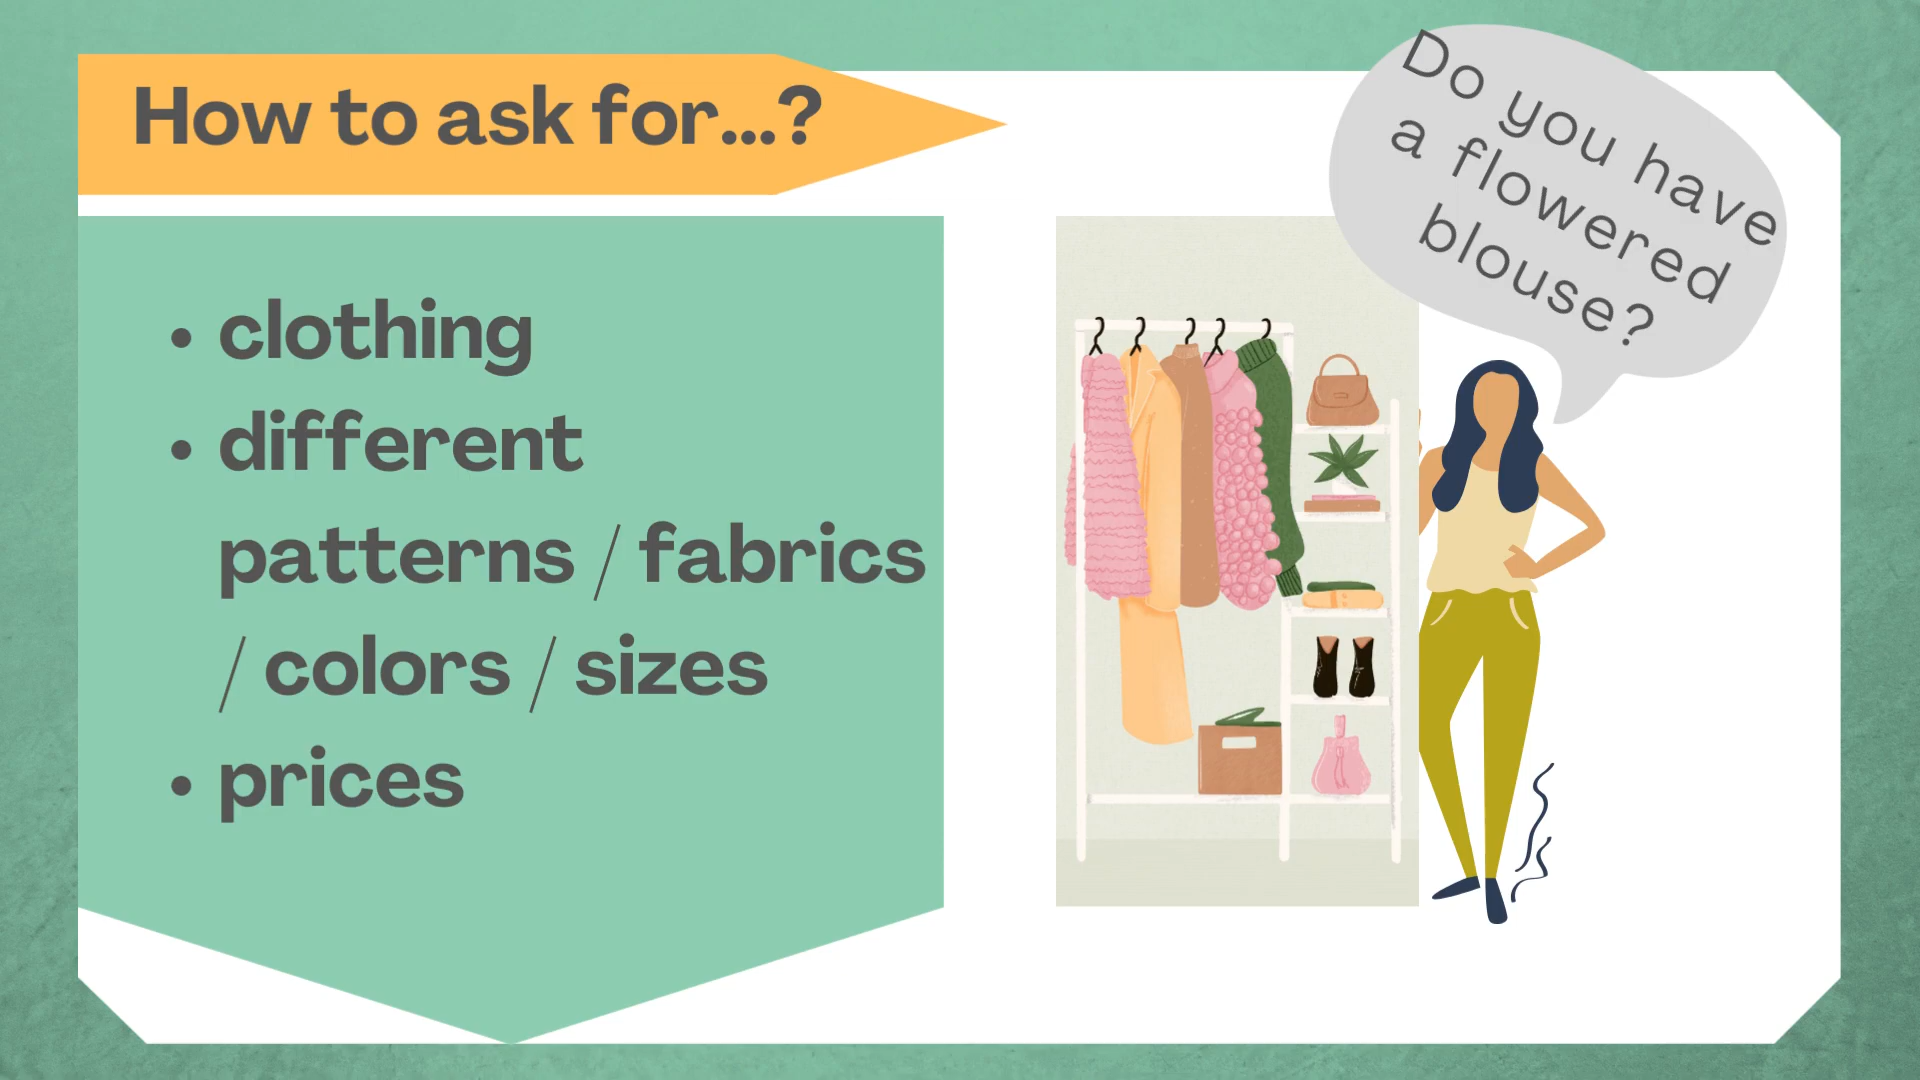 How to ask for...?
• clothing
• different
patterns / fabrics
/ colors / sizes
• prices
Do you have
a flowered
blouse?